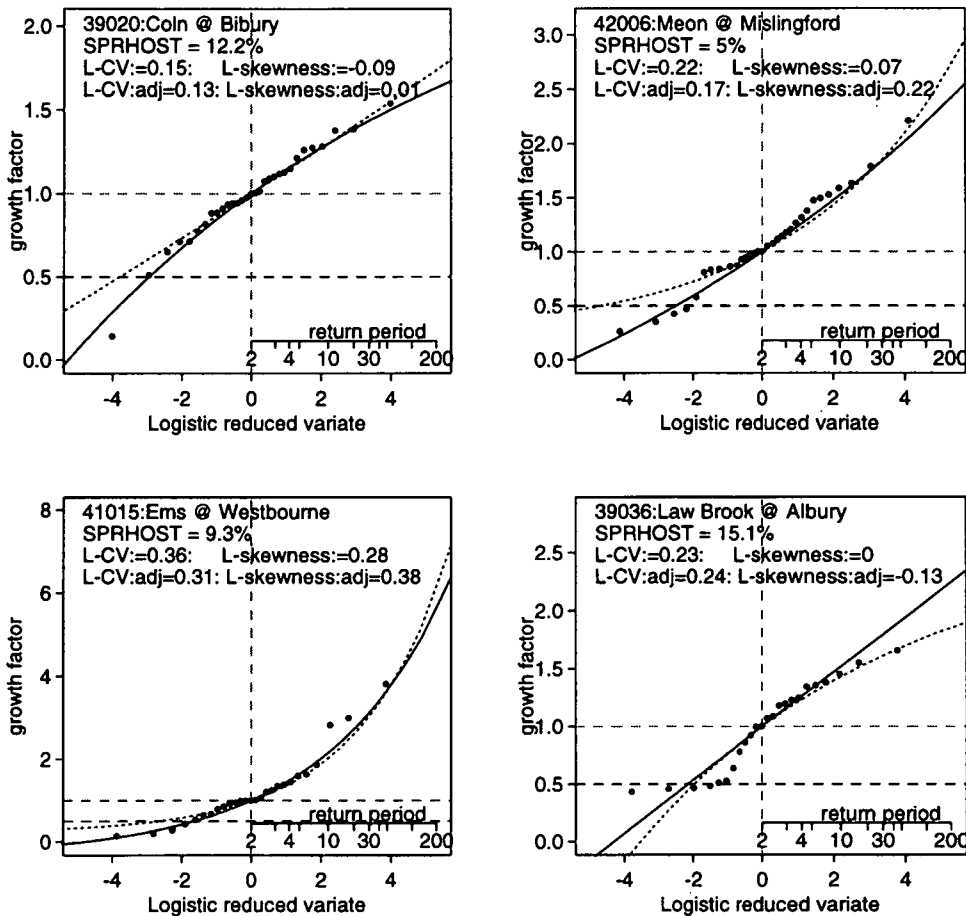 39020:Coln @ Bibury
SPRHOST = 12.2%
L-CV:=0.15: L-skewness:=-0.09
L-CV:adj=0.13: L-skewness:adj=0.01
growth factor
2.0
1.5
1.0
0.5
0.0
return period
2 4 10 30 200
-4 -2 0 2 4
Logistic reduced variate
42006:Meon @ Mislingford
SPRHOST = 5%
L-CV:=0.22: L-skewness:=0.07
L-CV:adj=0.17: L-skewness:adj=0.22
growth factor
3.0
2.5
2.0
1.5
1.0
0.5
0.0
return period
2 4 10 30 200
-4 -2 0 2 4
Logistic reduced variate
41015:Ems @ Westbourne
SPRHOST = 9.3%
L-CV:=0.36: L-skewness:=0.28
L-CV:adj=0.31: L-skewness:adj=0.38
growth factor
8
6
4
2
0
return period
2 4 10 30 200
-4 -2 0 2 4
Logistic reduced variate
39036:Law Brook @ Albury
SPRHOST = 15.1%
L-CV:=0.23: L-skewness:=0
L-CV:adj=0.24: L-skewness:adj=-0.13
growth factor
2.5
2.0
1.5
1.0
0.5
0.0
return period
2 4 10 30 200
-4 -2 0 2 4
Logistic reduced variate